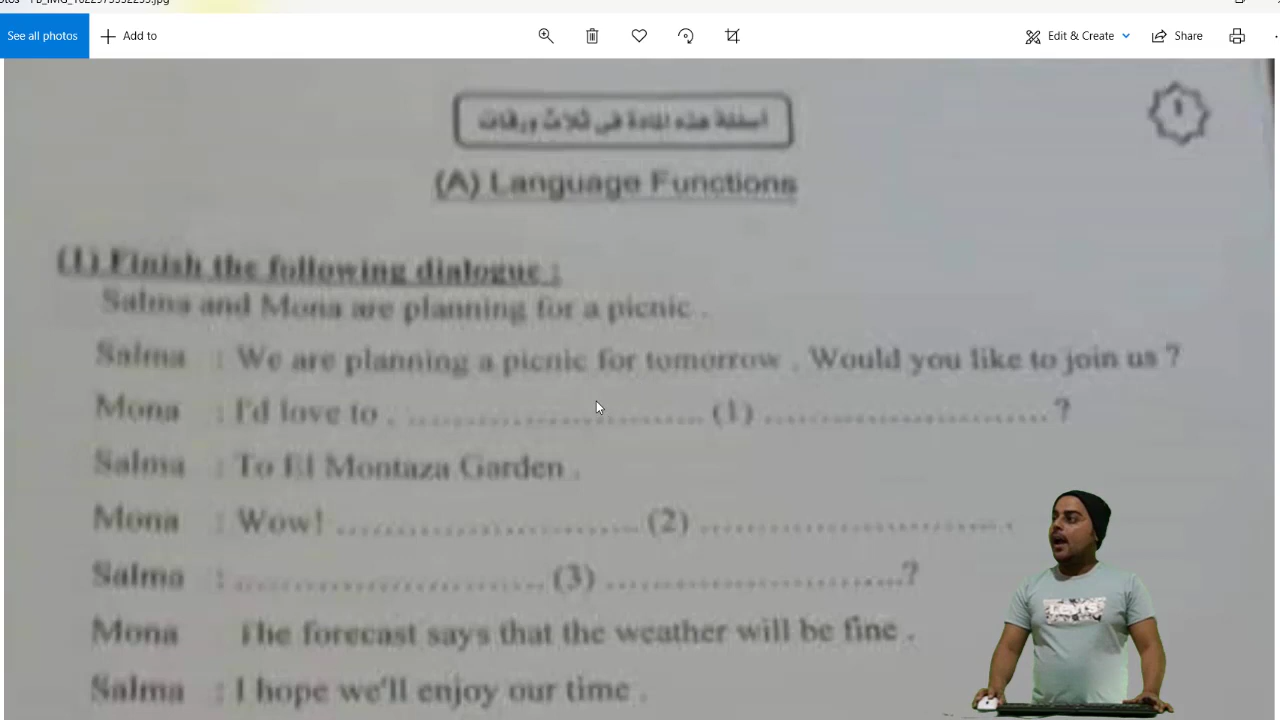 See all photos
Add to
Edit & Create
Share
١
أسئلة هذه المادة في ثلاث ورقات
(A) Language Functions
(1) Finish the following dialogue :
Salma and Mona are planning for a picnic .
Salma : We are planning a picnic for tomorrow . Would you like to join us ?
Mona : I'd love to . .............................. (1) ............................. ?
Salma : To El Montaza Garden .
Mona : Wow! .............................. (2) .............................. .
Salma : .............................. (3) ..............................?
Mona The forecast says that the weather will be fine .
Salma : I hope we'll enjoy our time .